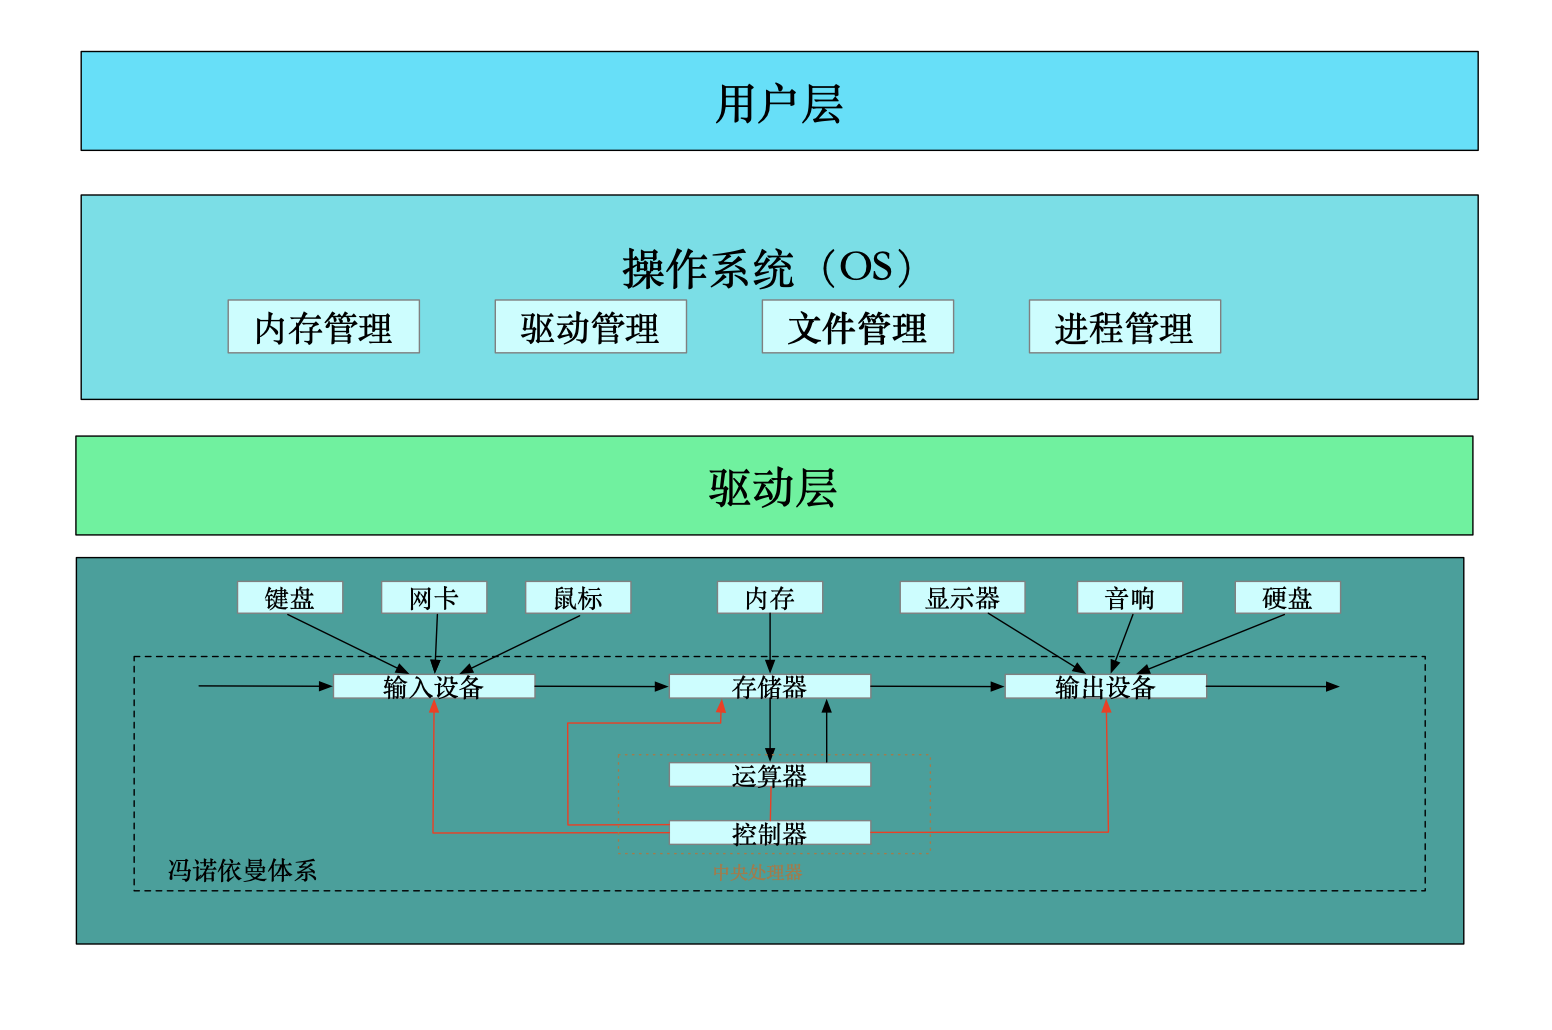 用户层
操作系统（OS）
内存管理
驱动管理
文件管理
进程管理
驱动层
键盘
网卡
鼠标
内存
显示器
音响
硬盘
输入设备
存储器
输出设备
运算器
控制器
冯诺依曼体系
中央处理器